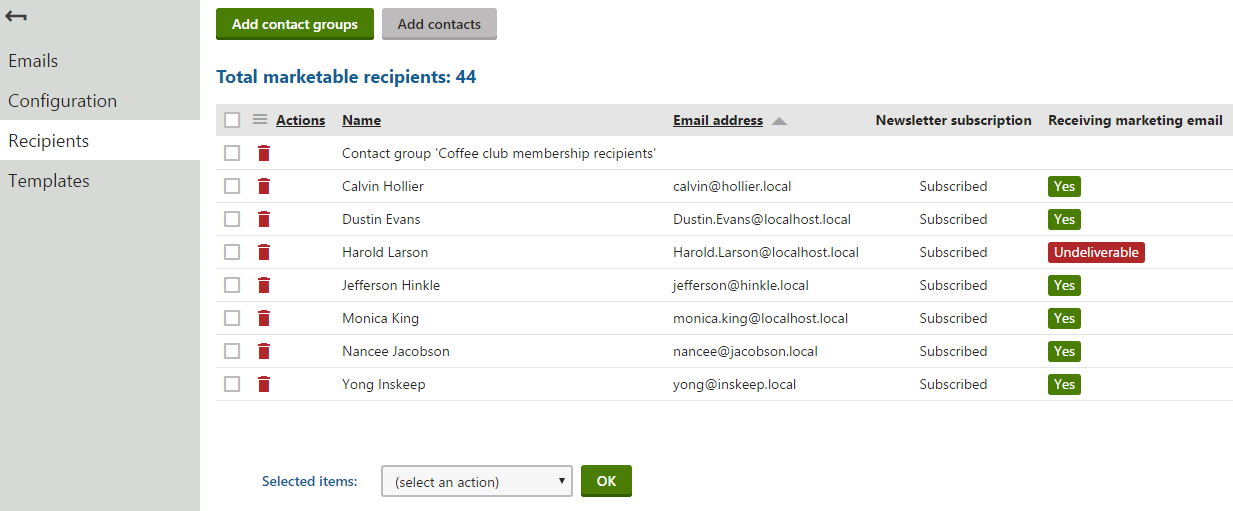 Add contact groups Add contacts
Emails
Configuration
Recipients
Templates
Total marketable recipients: 44
Actions Name Email address Newsletter subscription Receiving marketing email
Contact group 'Coffee club membership recipients'
Calvin Hollier calvin@hollier.local Subscribed Yes
Dustin Evans Dustin.Evans@localhost.local Subscribed Yes
Harold Larson Harold.Larson@localhost.local Subscribed Undeliverable
Jefferson Hinkle jefferson@hinkle.local Subscribed Yes
Monica King monica.king@localhost.local Subscribed Yes
Nancee Jacobson nancee@jacobson.local Subscribed Yes
Yong Inskeep yong@inskeep.local Subscribed Yes
Selected items: (select an action) OK